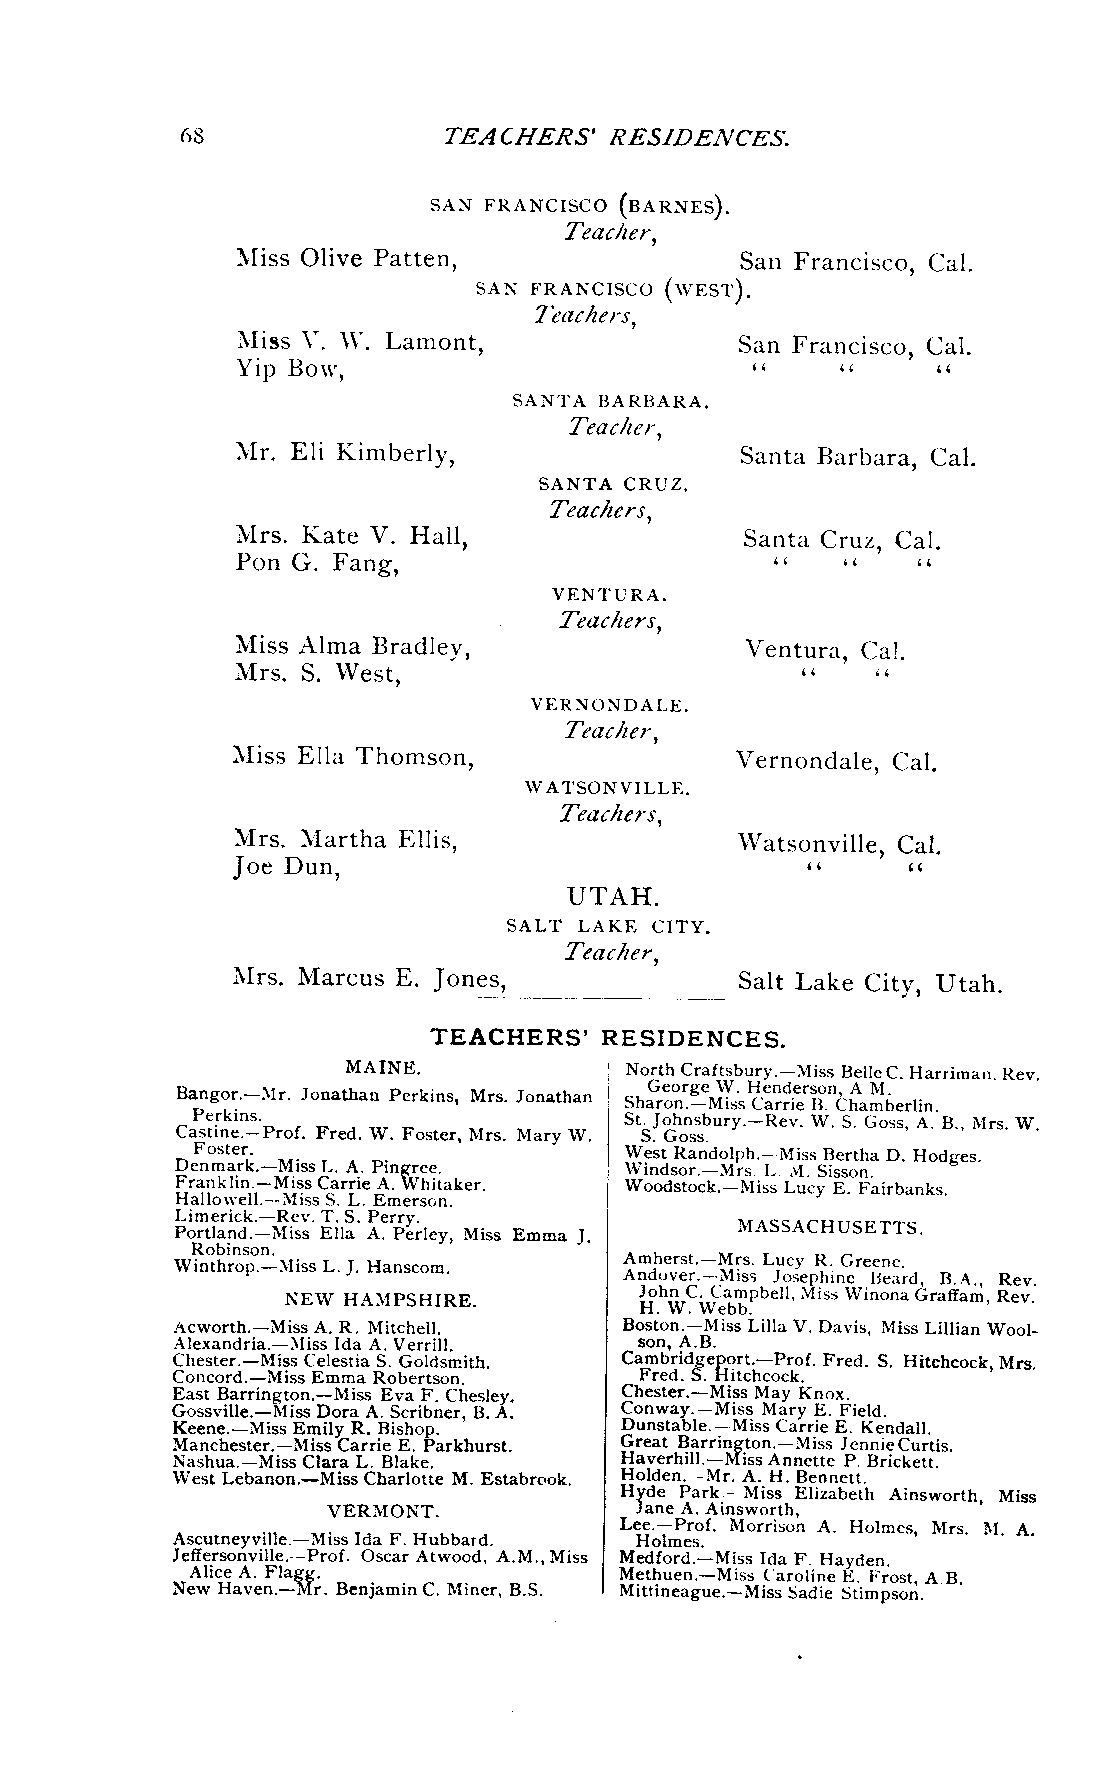 68 TEACHERS' RESIDENCES.
SAN FRANCISCO (BARNES).
Teacher,
Miss Olive Patten, San Francisco, Cal.
SAN FRANCISCO (WEST).
Teachers,
Miss V. W. Lamont, San Francisco, Cal.
Yip Bow, “ “ “
SANTA BARBARA.
Teacher,
Mr. Eli Kimberly, Santa Barbara, Cal.
SANTA CRUZ.
Teachers,
Mrs. Kate V. Hall, Santa Cruz, Cal.
Pon G. Fang, “ “ “
VENTURA.
Teachers,
Miss Alma Bradley, Ventura, Cal.
Mrs. S. West, “ “
VERNONDALE.
Teacher,
Miss Ella Thomson, Vernondale, Cal.
WATSONVILLE.
Teachers,
Mrs. Martha Ellis, Watsonville, Cal.
Joe Dun, “ “
UTAH.
SALT LAKE CITY.
Teacher,
Mrs. Marcus E. Jones, Salt Lake City, Utah.
TEACHERS' RESIDENCES.
MAINE.
Bangor.—Mr. Jonathan Perkins, Mrs. Jonathan
Perkins.
Castine.—Prof. Fred. W. Foster, Mrs. Mary W.
Foster.
Denmark.—Miss L. A. Pingree.
Franklin.—Miss Carrie A. Whitaker.
Hallowell.—Miss S. L. Emerson.
Limerick.—Rev. T. S. Perry.
Portland.—Miss Ella A. Perley, Miss Emma J.
Robinson.
Winthrop.—Miss L. J. Hanscom.
NEW HAMPSHIRE.
Acworth.—Miss A. R. Mitchell.
Alexandria.—Miss Ida A. Verrill.
Chester.—Miss Celestia S. Goldsmith.
Concord.—Miss Emma Robertson.
East Barrington.—Miss Eva F. Chesley.
Gossville.—Miss Dora A. Scribner, B. A.
Keene.—Miss Emily R. Bishop.
Manchester.—Miss Carrie E. Parkhurst.
Nashua.—Miss Clara L. Blake.
West Lebanon.—Miss Charlotte M. Estabrook.
VERMONT.
Ascutneyville.—Miss Ida F. Hubbard.
Jeffersonville.—Prof. Oscar Atwood, A.M., Miss
Alice A. Flagg.
New Haven.—Mr. Benjamin C. Miner, B.S.
North Craftsbury.—Miss Belle C. Harriman. Rev.
George W. Henderson, A M.
Sharon.—Miss Carrie B. Chamberlin.
St. Johnsbury.—Rev. W. S. Goss, A. B., Mrs. W.
S. Goss.
West Randolph.—Miss Bertha D. Hodges.
Windsor.—Mrs. L. M. Sisson.
Woodstock.—Miss Lucy E. Fairbanks.
MASSACHUSETTS.
Amherst.—Mrs. Lucy R. Greene.
Andover.—Miss Josephine Beard, B.A., Rev.
John C. Campbell, Miss Winona Graffam, Rev.
H. W. Webb.
Boston.—Miss Lilla V. Davis, Miss Lillian Wool-
son, A.B.
Cambridgeport.—Prof. Fred. S. Hitchcock, Mrs.
Fred. S. Hitchcock.
Chester.—Miss May Knox.
Conway.—Miss Mary E. Field.
Dunstable.—Miss Carrie E. Kendall.
Great Barrington.—Miss Jennie Curtis.
Haverhill.—Miss Annette P. Brickett.
Holden.—Mr. A. H. Bennett.
Hyde Park—Miss Elizabeth Ainsworth, Miss
Jane A. Ainsworth,
Lee.—Prof. Morrison A. Holmes, Mrs. M. A.
Holmes.
Medford.—Miss Ida F. Hayden.
Methuen.—Miss Caroline E. Frost, A.B.
Mittineague.—Miss Sadie Stimpson.